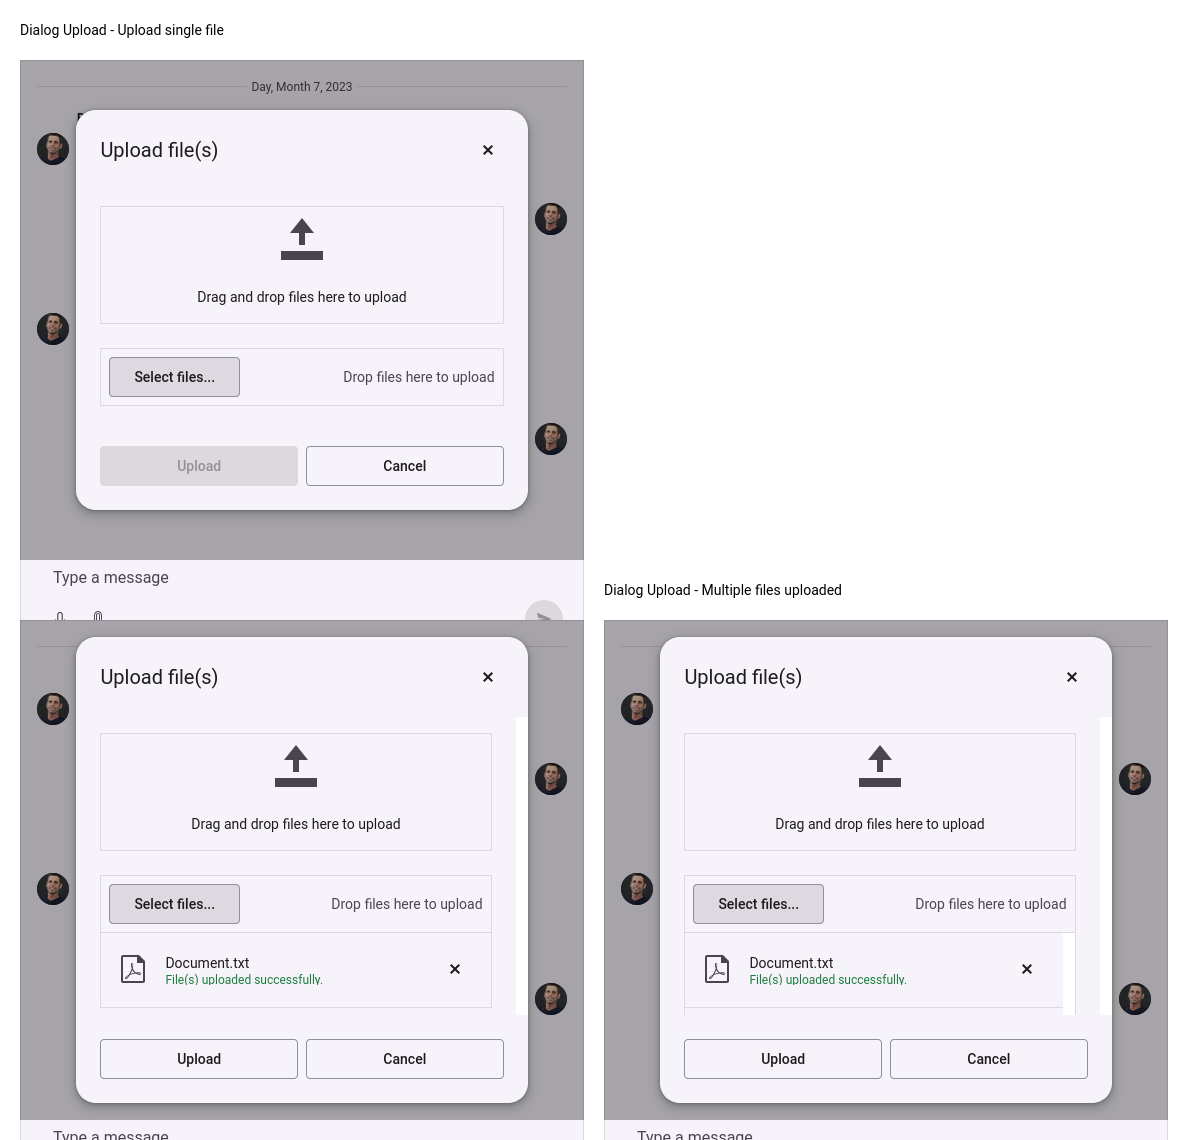 Dialog Upload - Upload single file
Day, Month 7, 2023
Upload file(s)
Drag and drop files here to upload
Select files...
Drop files here to upload
Upload
Cancel
Type a message
Upload file(s)
Drag and drop files here to upload
Select files...
Drop files here to upload
Document.txt
File(s) uploaded successfully.
Upload
Cancel
Type a message
Dialog Upload - Multiple files uploaded
Upload file(s)
Drag and drop files here to upload
Select files...
Drop files here to upload
Document.txt
File(s) uploaded successfully.
Upload
Cancel
Type a message